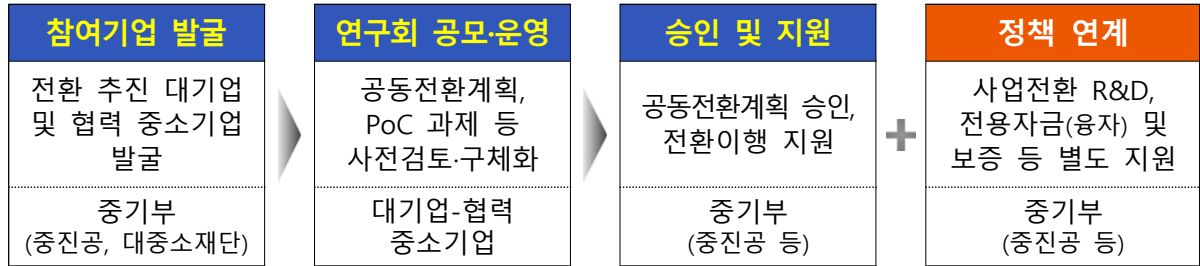 참여기업 발굴
전환 추진 대기업
및 협력 중소기업
발굴
중기부
(중진공, 대중소재단)
연구회 공모·운영
공동전환계획,
PoC 과제 등
사전검토·구체화
대기업-협력
중소기업
승인 및 지원
공동전환계획 승인,
전환이행 지원
중기부
(중진공 등)
+
정책 연계
사업전환 R&D,
전용자금(융자) 및
보증 등 별도 지원
중기부
(중진공 등)